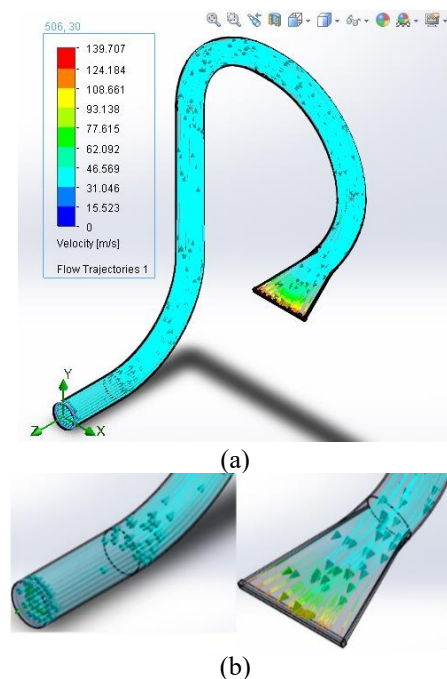 506, 30
139.707
124.184
108.661
93.138
77.615
62.092
46.569
31.046
15.523
0
Velocity [m/s]
Flow Trajectories 1
Y
Z
X
(a)
(b)